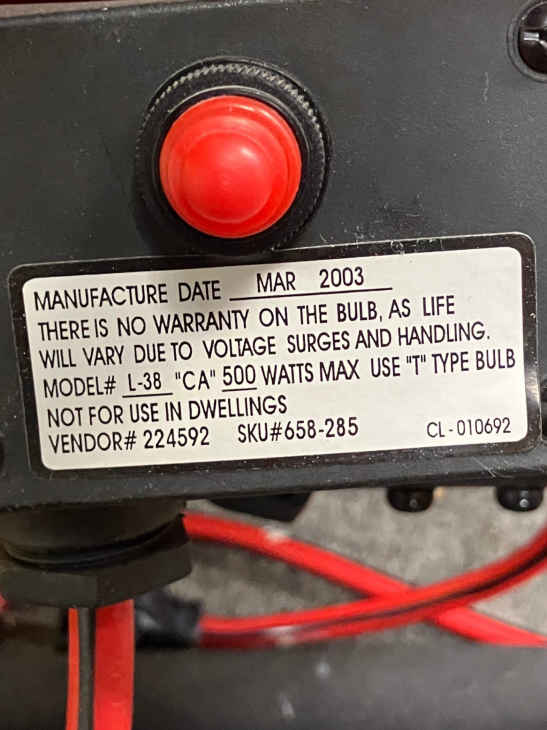 MANUFACTURE DATE MAR 2003
THERE IS NO WARRANTY ON THE BULB, AS LIFE
WILL VARY DUE TO VOLTAGE SURGES AND HANDLING.
MODEL# L-38 "CA" 500 WATTS MAX USE "T" TYPE BULB
NOT FOR USE IN DWELLINGS
VENDOR# 224592 SKU#658-285 CL-010692